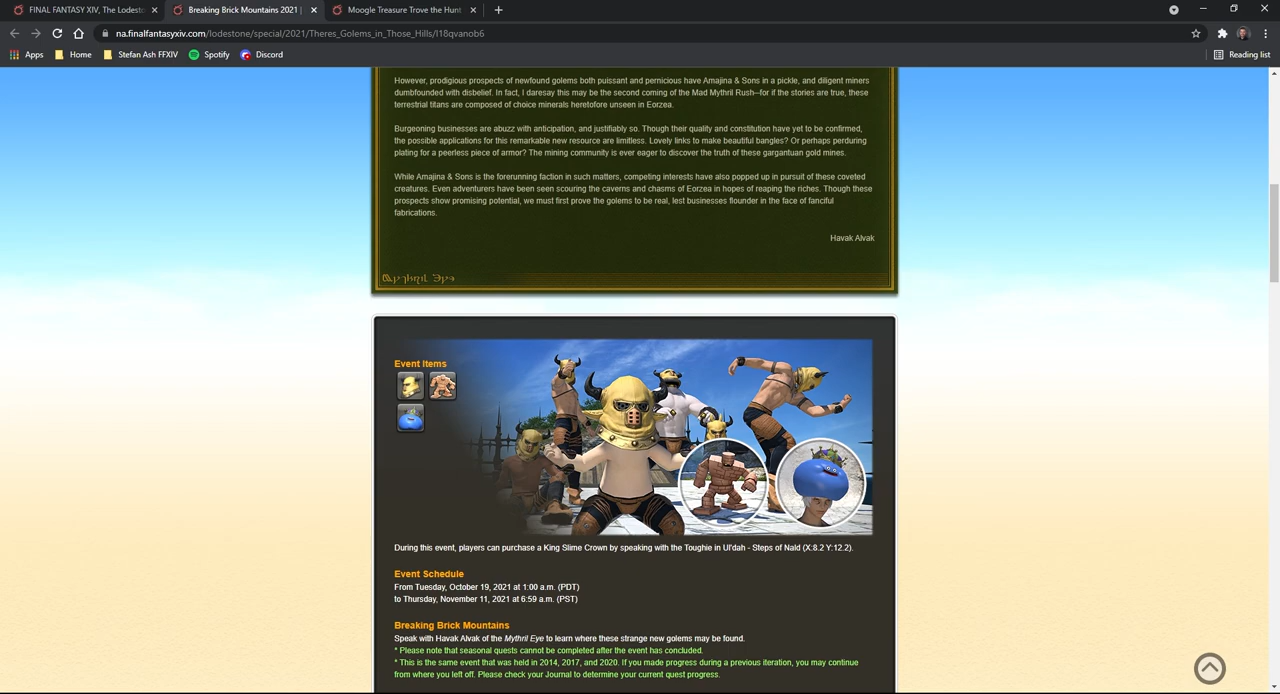 FINAL FANTASY XIV, The Lodesto
Breaking Brick Mountains 2021 |
Moogle Treasure Trove the Hunt
na.finalfantasyxiv.com/lodestone/special/2021/Theres_Golems_in_Those_Hills/l18qvanob6
Apps
Home
Stefan Ash FFXIV
Spotify
Discord
Reading list
However, prodigious prospects of newfound golems both puissant and pernicious have Amajina & Sons in a pickle, and diligent miners
dumbfounded with disbelief. In fact, I daresay this may be the second coming of the Mad Mythril Rush—for if the stories are true, these
terrestrial titans are composed of choice minerals heretofore unseen in Eorzea.
Burgeoning businesses are abuzz with anticipation, and justifiably so. Though their quality and constitution have yet to be confirmed,
the possible applications for this remarkable new resource are limitless. Lovely links to make beautiful bangles? Or perhaps perduring
plating for a peerless piece of armor? The mining community is ever eager to discover the truth of these gargantuan gold mines.
While Amajina & Sons is the forerunning faction in such matters, competing interests have also popped up in pursuit of these coveted
creatures. Even adventurers have been seen scouring the caverns and chasms of Eorzea in hopes of reaping the riches. Though these
prospects show promising potential, we must first prove the golems to be real, lest businesses flounder in the face of fanciful
fabrications.
Havak Alvak
Event Items
During this event, players can purchase a King Slime Crown by speaking with the Toughie in Ul'dah - Steps of Nald (X:8.2 Y:12.2).
Event Schedule
From Tuesday, October 19, 2021 at 1:00 a.m. (PDT)
to Thursday, November 11, 2021 at 6:59 a.m. (PST)
Breaking Brick Mountains
Speak with Havak Alvak of the Mythril Eye to learn where these strange new golems may be found.
* Please note that seasonal quests cannot be completed after the event has concluded.
* This is the same event that was held in 2014, 2017, and 2020. If you made progress during a previous iteration, you may continue
from where you left off. Please check your Journal to determine your current quest progress.